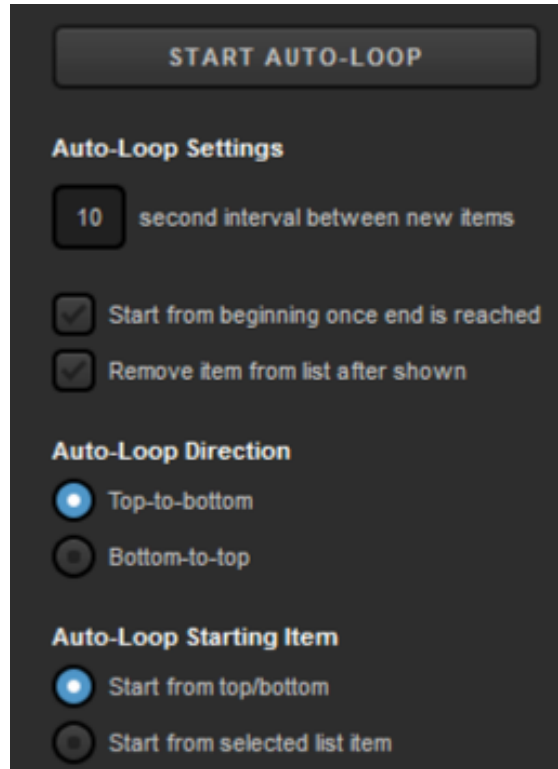 START AUTO-LOOP
Auto-Loop Settings
10 second interval between new items
Start from beginning once end is reached
Remove item from list after shown
Auto-Loop Direction
Top-to-bottom
Bottom-to-top
Auto-Loop Starting Item
Start from top/bottom
Start from selected list item